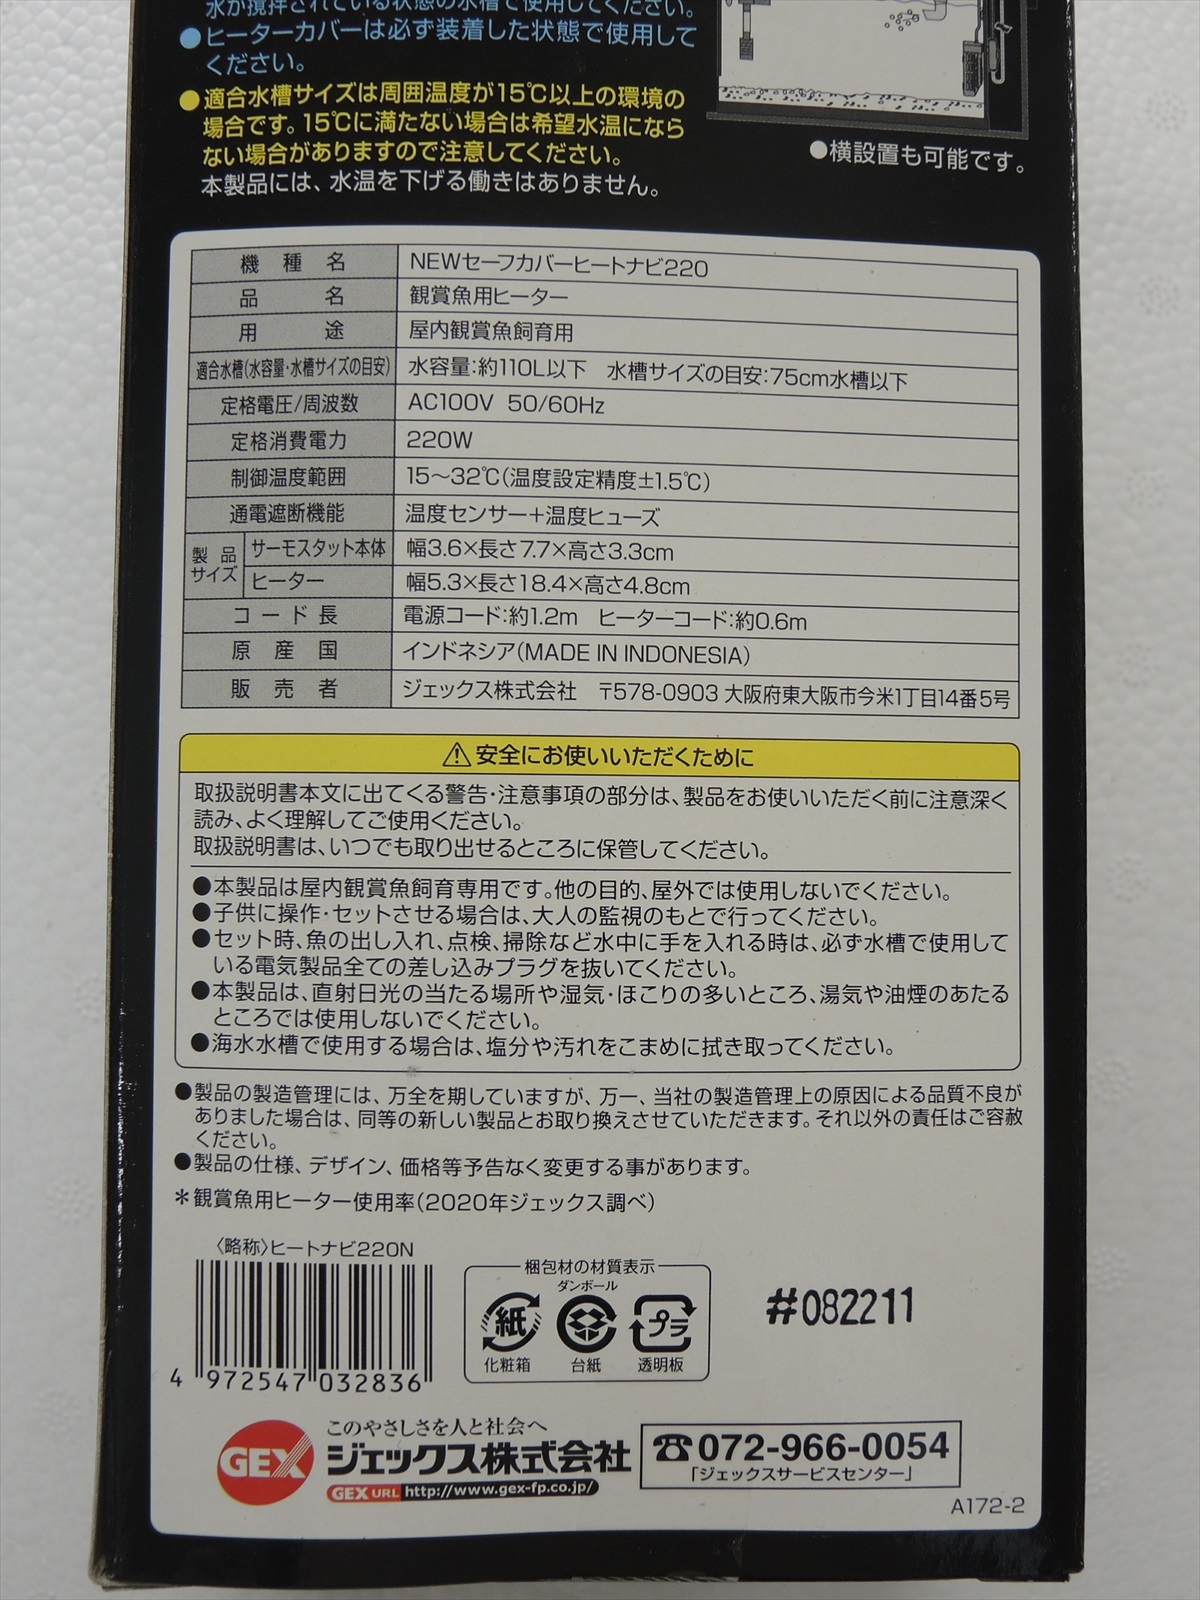 水が撹拌されている状態の水槽で使用してください。
●ヒーターカバーは必ず装着した状態で使用して
ください。
●適合水槽サイズは周囲温度が15℃以上の環境の
場合です。15℃に満たない場合は希望水温になら
ない場合がありますので注意してください。
本製品には、水温を下げる働きはありません。
●横設置も可能です。
機種名 NEWセーフカバーヒートナビ220
品名 観賞魚用ヒーター
用途 屋内観賞魚飼育用
適合水槽(水容量・水槽サイズの目安) 水容量:約110L以下 水槽サイズの目安:75cm水槽以下
定格電圧/周波数 AC100V 50/60Hz
定格消費電力 220W
制御温度範囲 15～32℃(温度設定精度±1.5℃)
通電遮断機能 温度センサー+温度ヒューズ
製品サイズ サーモスタット本体 幅3.6×長さ7.7×高さ3.3cm
ヒーター 幅5.3×長さ18.4×高さ4.8cm
コード長 電源コード:約1.2m ヒーターコード:約0.6m
原産国 インドネシア(MADE IN INDONESIA)
販売者 ジェックス株式会社 〒578-0903 大阪府東大阪市今米1丁目14番5号
⚠安全にお使いいただくために
取扱説明書本文に出てくる警告・注意事項の部分は、製品をお使いいただく前に注意深く
読み、よく理解してご使用ください。
取扱説明書は、いつでも取り出せるところに保管してください。
●本製品は屋内観賞魚飼育専用です。他の目的、屋外では使用しないでください。
●子供に操作・セットさせる場合は、大人の監視のもとで行ってください。
●セット時、魚の出し入れ、点検、掃除など水中に手を入れる時は、必ず水槽で使用して
いる電気製品全ての差し込みプラグを抜いてください。
●本製品は、直射日光の当たる場所や湿気・ほこりの多いところ、湯気や油煙のあたる
ところでは使用しないでください。
●海水水槽で使用する場合は、塩分や汚れをこまめに拭き取ってください。
●製品の製造管理には、万全を期していますが、万一、当社の製造管理上の原因による品質不良が
ありました場合は、同等の新しい製品とお取り換えさせていただきます。それ以外の責任はご容赦
ください。
●製品の仕様、デザイン、価格等予告なく変更する事があります。
*観賞魚用ヒーター使用率(2020年ジェックス調べ)
〈略称〉ヒートナビ220N
4 972547 032836
梱包材の材質表示
ダンボール
紙 プラ
化粧箱 台紙 透明板
#082211
GEX
このやさしさを人と社会へ
ジェックス株式会社
GEX URL http://www.gex-fp.co.jp/
☎072-966-0054
「ジェックスサービスセンター」
A172-2